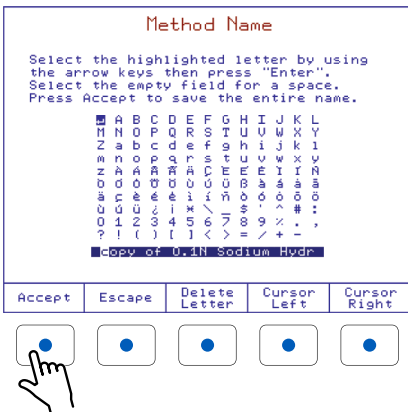 Method Name
Select the highlighted letter by using
the arrow keys then press "Enter".
Select the empty field for a space.
Press Accept to save the entire name.
↵ A B C D E F G H I J K L
M N O P Q R S T U V W X Y
Z a b c d e f g h i j k l
m n o p q r s t u v w x y
z
ß à á
ä ç è é ì í ñ ò ó ô õ ö
ù ú ü ¿ ¡ \ _ $ ' ^ # :
0 1 2 3 4 5 6 7 8 9 % . ,
? ! ( ) [ ] < > = / + -
copy of 0.1N Sodium Hydr
Accept Escape Delete Letter Cursor Left Cursor Right